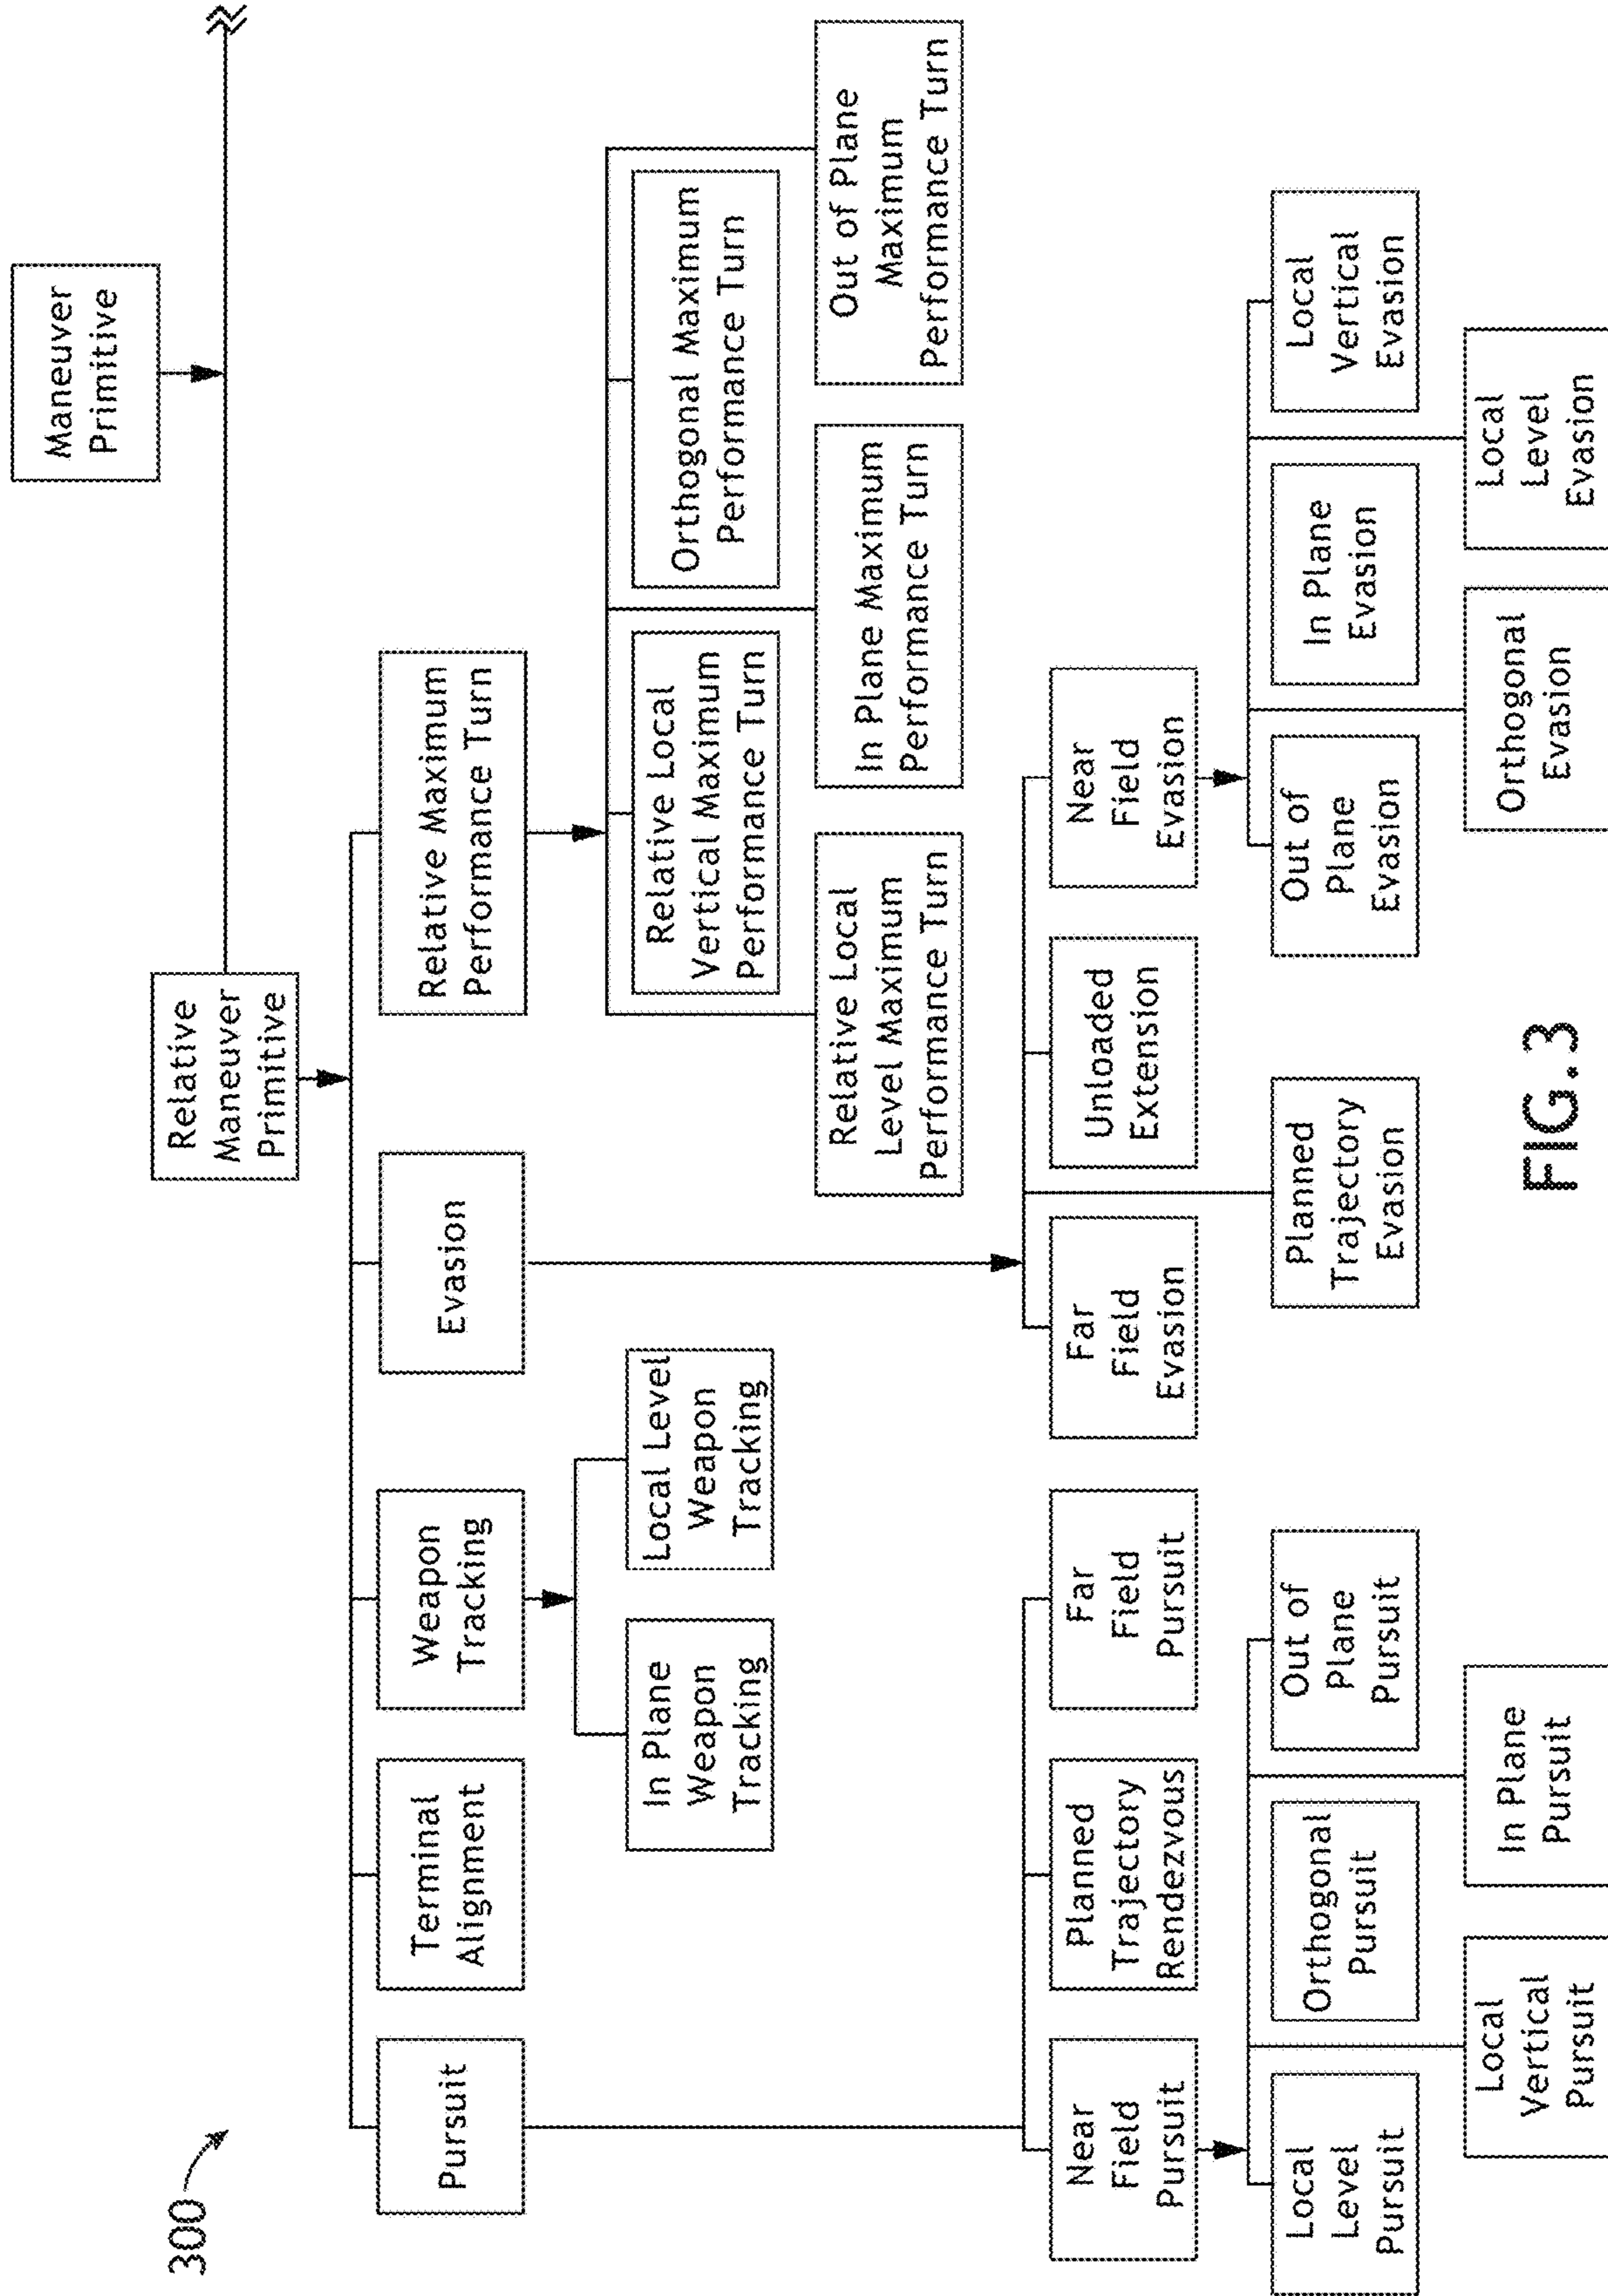 300
Maneuver
Primitive
Relative
Maneuver
Primitive
Pursuit
Terminal
Alignment
Weapon
Tracking
Evasion
Relative Maximum
Performance Turn
In Plane
Weapon
Tracking
Local Level
Weapon
Tracking
Relative Local
Vertical Maximum
Performance Turn
Orthogonal Maximum
Performance Turn
Relative Local
Level Maximum
Performance Turn
In Plane Maximum
Performance Turn
Out of Plane
Maximum
Performance Turn
Near
Field
Pursuit
Planned
Trajectory
Rendezvous
Far
Field
Pursuit
Far
Field
Evasion
Unloaded
Extension
Near
Field
Evasion
Local
Level
Pursuit
Orthogonal
Pursuit
Out of
Plane
Pursuit
Planned
Trajectory
Evasion
Out of
Plane
Evasion
In Plane
Evasion
Local
Vertical
Evasion
Local
Vertical
Pursuit
In Plane
Pursuit
Orthogonal
Evasion
Local
Level
Evasion
FIG. 3